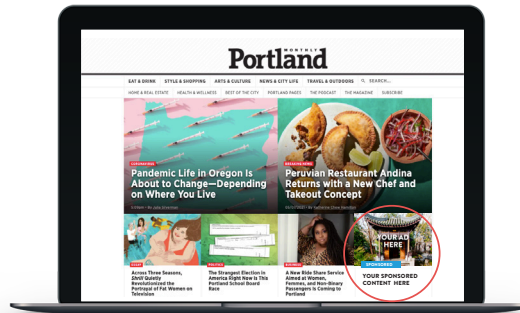 MONTHLY
Portland
EAT & DRINK STYLE & SHOPPING ARTS & CULTURE NEWS & CITY LIFE TRAVEL & OUTDOORS SEARCH...
HOME & REAL ESTATE HEALTH & WELLNESS BEST OF THE CITY PORTLAND PAGES THE PODCAST THE MAGAZINE SUBSCRIBE
CORONAVIRUS
Pandemic Life in Oregon Is
About to Change—Depending
on Where You Live
BREAKING NEWS
Peruvian Restaurant Andina
Returns with a New Chef and
Takeout Concept
Across Three Seasons,
Shrill Quietly
Revolutionized the
Portrayal of Fat Women on
Television
POLITICS
The Strangest Election in
America Right Now Is This
Portland School Board
Race
BUSINESS
A New Ride Share Service
Aimed at Women,
Femmes, and Non-Binary
Passengers Is Coming to
Portland
YOUR AD
HERE
SPONSORED
YOUR SPONSORED
CONTENT HERE